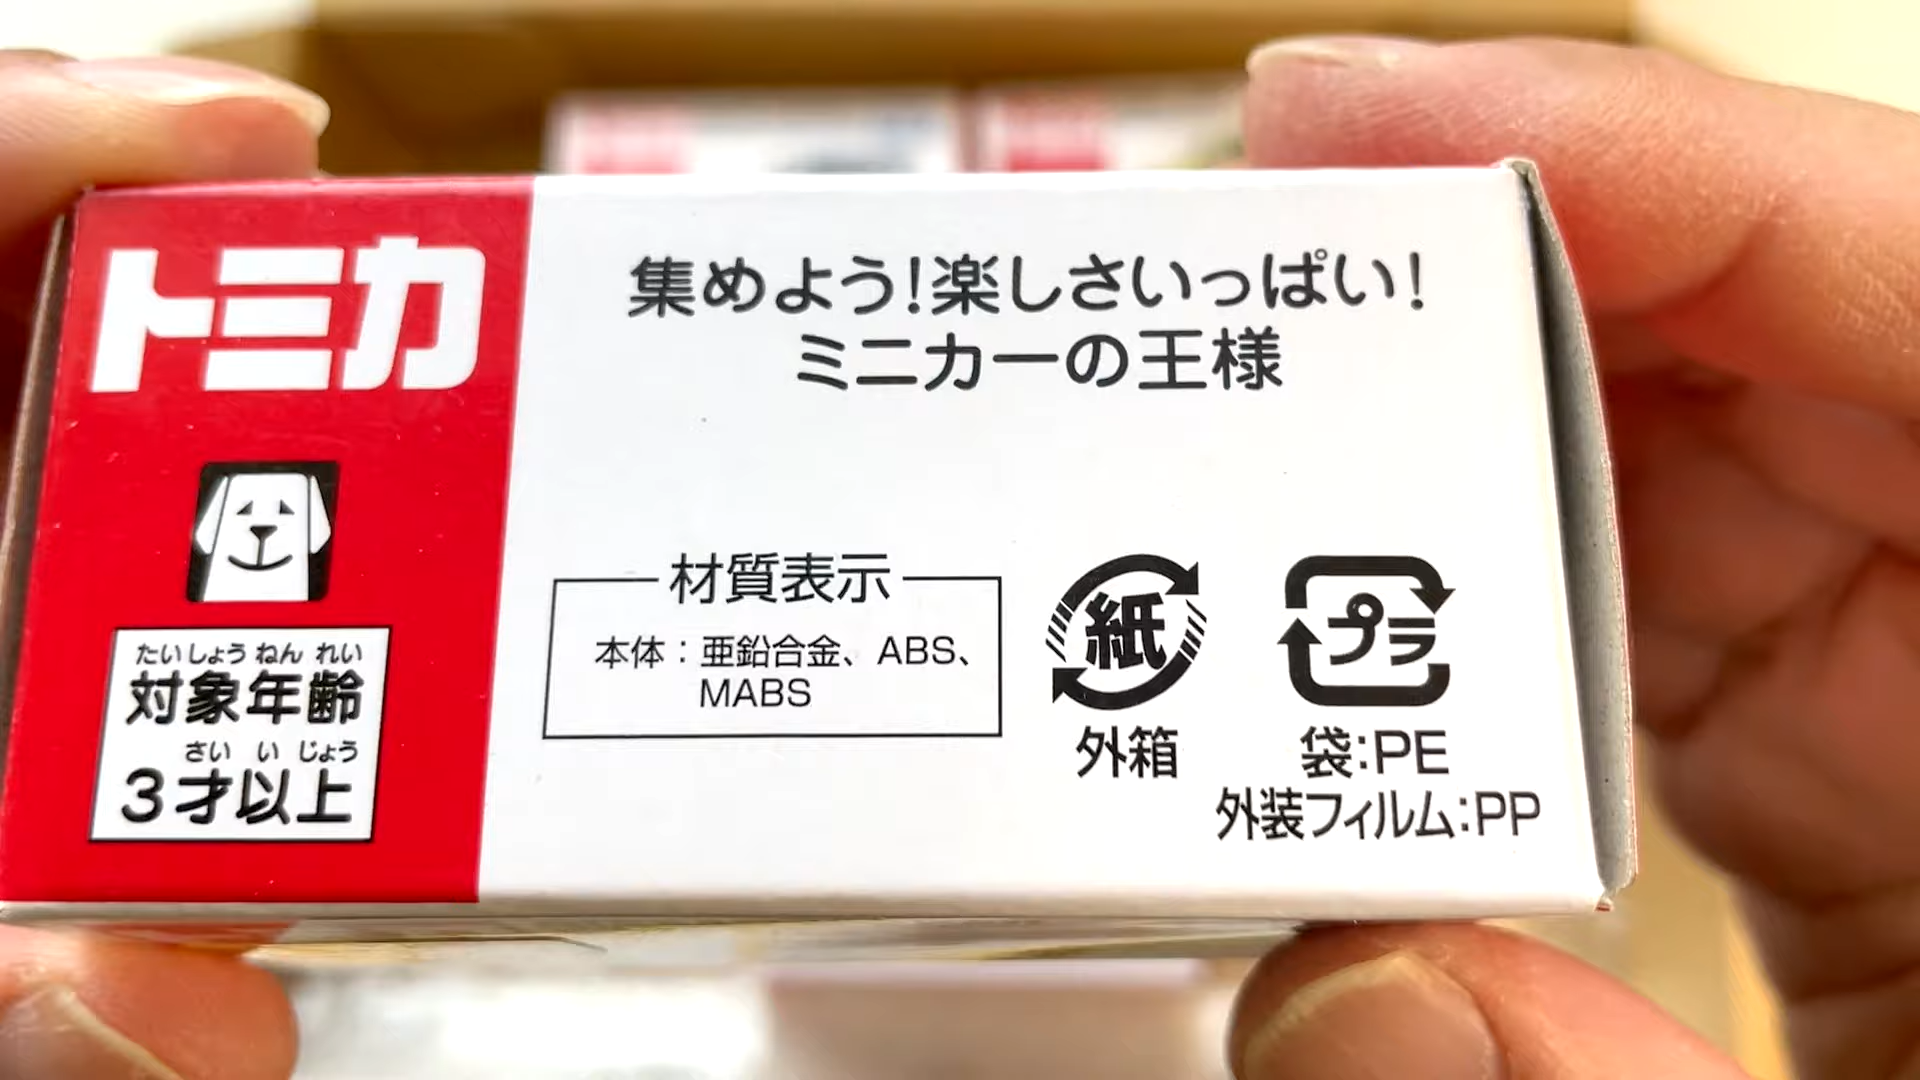 トミカ
たいしょうねんれい
対象年齢
さいいじょう
3才以上
集めよう!楽しさいっぱい!
ミニカーの王様
材質表示
本体:亜鉛合金、ABS、
MABS
紙
外箱
プラ
袋:PE
外装フィルム:PP